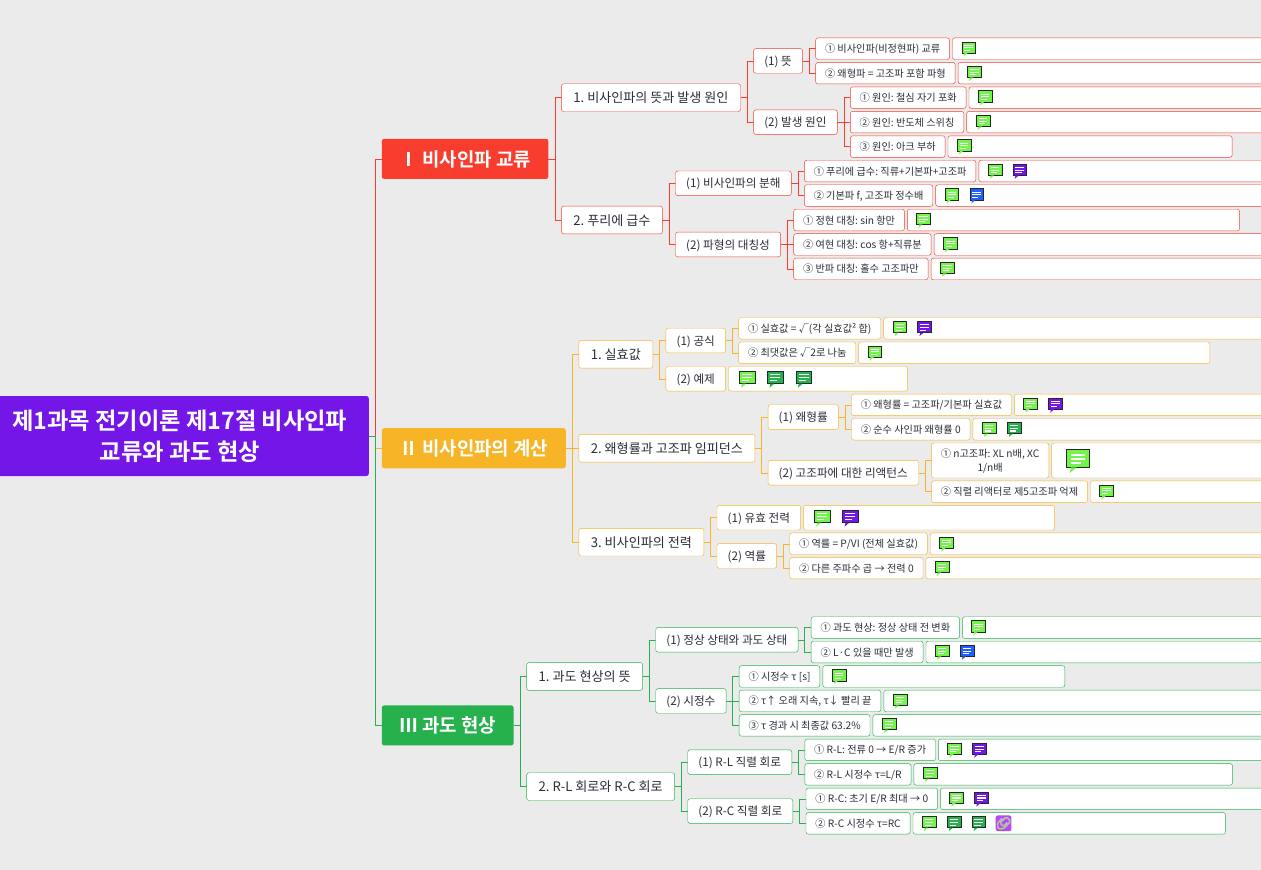 제1과목 전기이론 제17절 비사인파
교류와 과도 현상
Ⅰ 비사인파 교류
1. 비사인파의 뜻과 발생 원인
(1) 뜻
① 비사인파(비정현파) 교류
② 왜형파 = 고조파 포함 파형
(2) 발생 원인
① 원인: 철심 자기 포화
② 원인: 반도체 스위칭
③ 원인: 아크 부하
2. 푸리에 급수
(1) 비사인파의 분해
① 푸리에 급수: 직류+기본파+고조파
② 기본파 f, 고조파 정수배
(2) 파형의 대칭성
① 정현 대칭: sin 항만
② 여현 대칭: cos 항+직류분
③ 반파 대칭: 홀수 고조파만
Ⅱ 비사인파의 계산
1. 실효값
(1) 공식
① 실효값 = √(각 실효값² 합)
② 최댓값은 √2로 나눔
(2) 예제
2. 왜형률과 고조파 임피던스
(1) 왜형률
① 왜형률 = 고조파/기본파 실효값
② 순수 사인파 왜형률 0
(2) 고조파에 대한 리액턴스
① n고조파: XL n배, XC
1/n배
② 직렬 리액터로 제5고조파 억제
3. 비사인파의 전력
(1) 유효 전력
(2) 역률
① 역률 = P/VI (전체 실효값)
② 다른 주파수 곱 → 전력 0
Ⅲ 과도 현상
1. 과도 현상의 뜻
(1) 정상 상태와 과도 상태
① 과도 현상: 정상 상태 전 변화
② L·C 있을 때만 발생
(2) 시정수
① 시정수 τ [s]
② τ↑ 오래 지속, τ↓ 빨리 끝
③ τ 경과 시 최종값 63.2%
2. R-L 회로와 R-C 회로
(1) R-L 직렬 회로
① R-L: 전류 0 → E/R 증가
② R-L 시정수 τ=L/R
(2) R-C 직렬 회로
① R-C: 초기 E/R 최대 → 0
② R-C 시정수 τ=RC